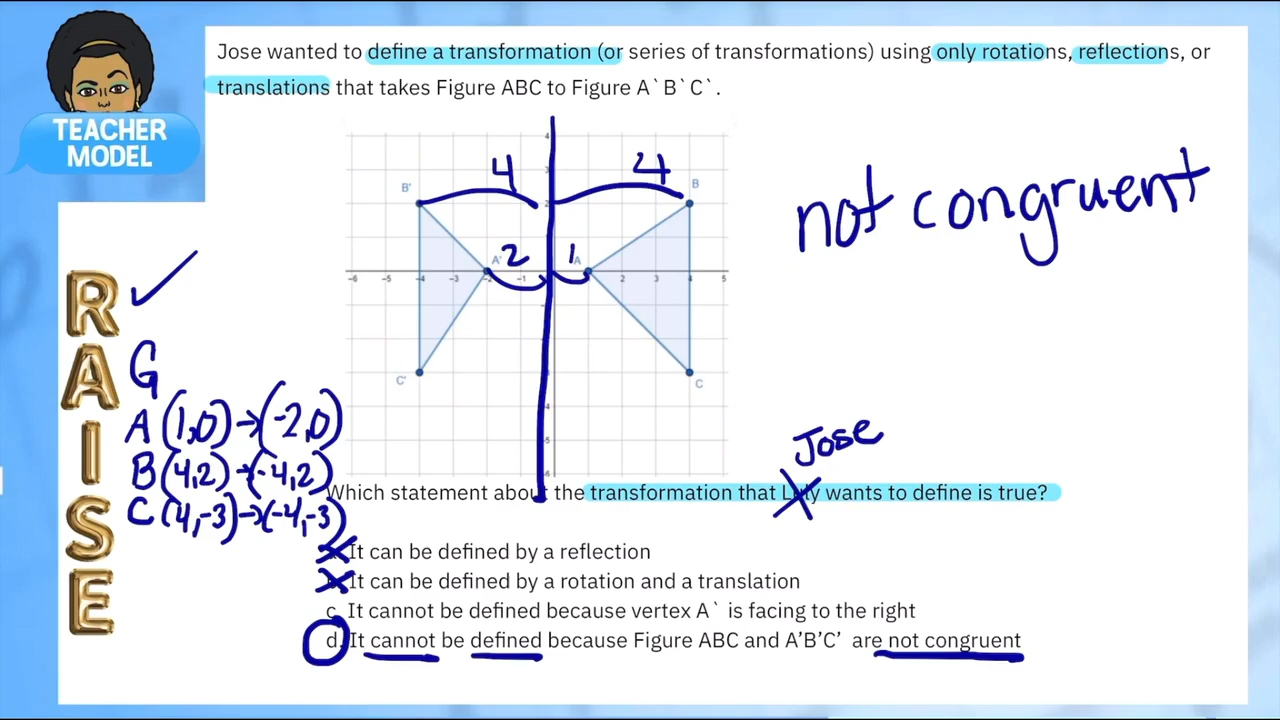 Jose wanted to define a transformation (or series of transformations) using only rotations, reflections, or
translations that takes Figure ABC to Figure A`B`C`.
TEACHER
MODEL
not congruent
4 4
B' B
2 1
A' A
-6 -5 -4 -3 -1 2 3 4 5
C' C
RAISE
G
A (1,0) → (-2,0)
B (4,2) → (-4,2)
C (4,-3) → (-4,-3)
Jose
Which statement about the transformation that Luly wants to define is true?
a. It can be defined by a reflection
b. It can be defined by a rotation and a translation
c. It cannot be defined because vertex A` is facing to the right
d. It cannot be defined because Figure ABC and A'B'C' are not congruent